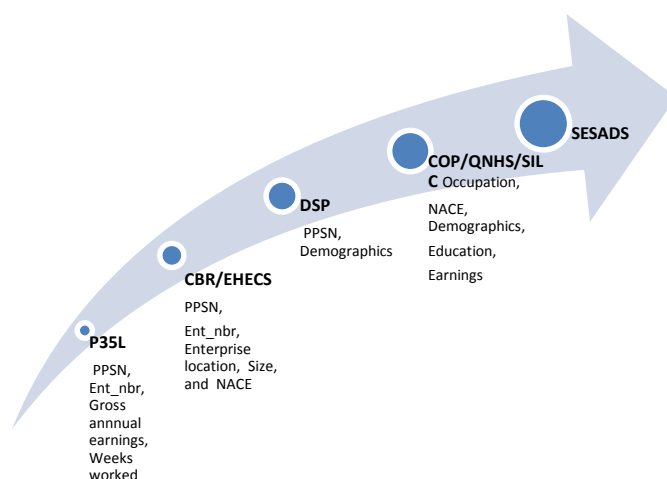 P35L
PPSN,
Ent_nbr,
Gross
annnual
earnings,
Weeks
worked
CBR/EHECS
PPSN,
Ent_nbr,
Enterprise
location, Size,
and NACE
DSP
PPSN,
Demographics
COP/QNHS/SIL
C Occupation,
NACE,
Demographics,
Education,
Earnings
SESADS